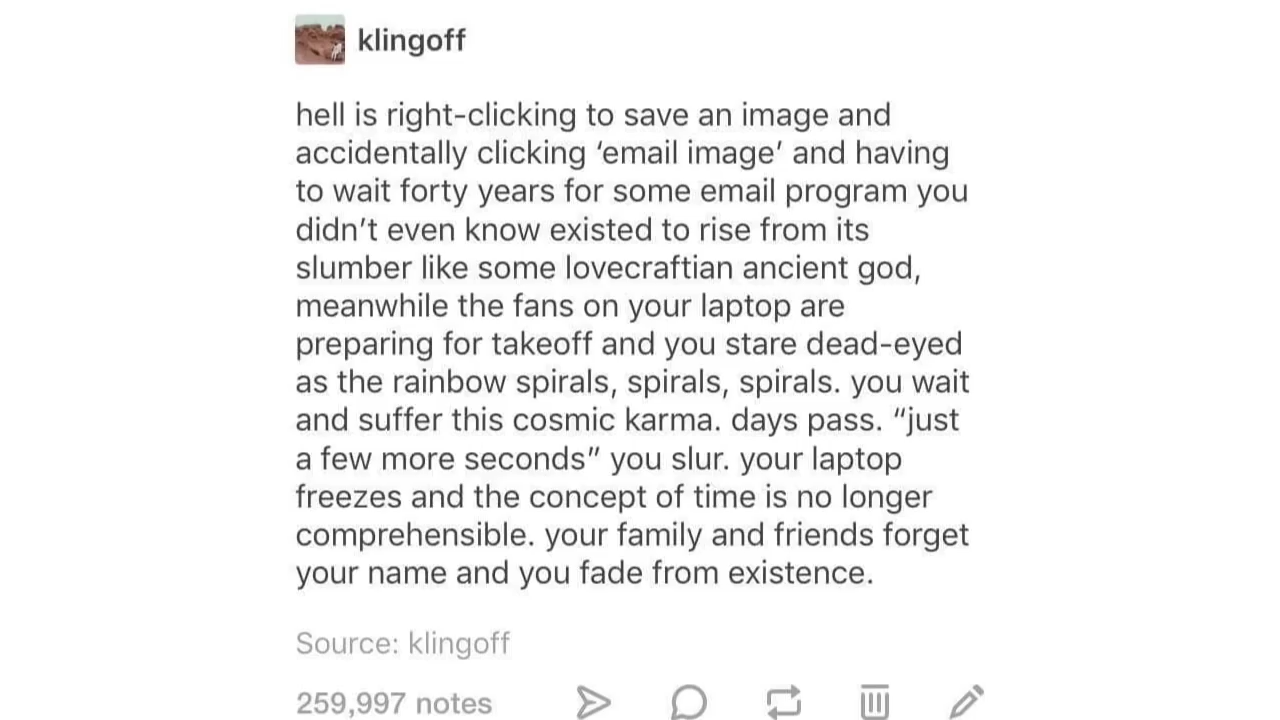 klingoff
hell is right-clicking to save an image and
accidentally clicking ‘email image’ and having
to wait forty years for some email program you
didn’t even know existed to rise from its
slumber like some lovecraftian ancient god,
meanwhile the fans on your laptop are
preparing for takeoff and you stare dead-eyed
as the rainbow spirals, spirals, spirals. you wait
and suffer this cosmic karma. days pass. “just
a few more seconds” you slur. your laptop
freezes and the concept of time is no longer
comprehensible. your family and friends forget
your name and you fade from existence.
Source: klingoff
259,997 notes